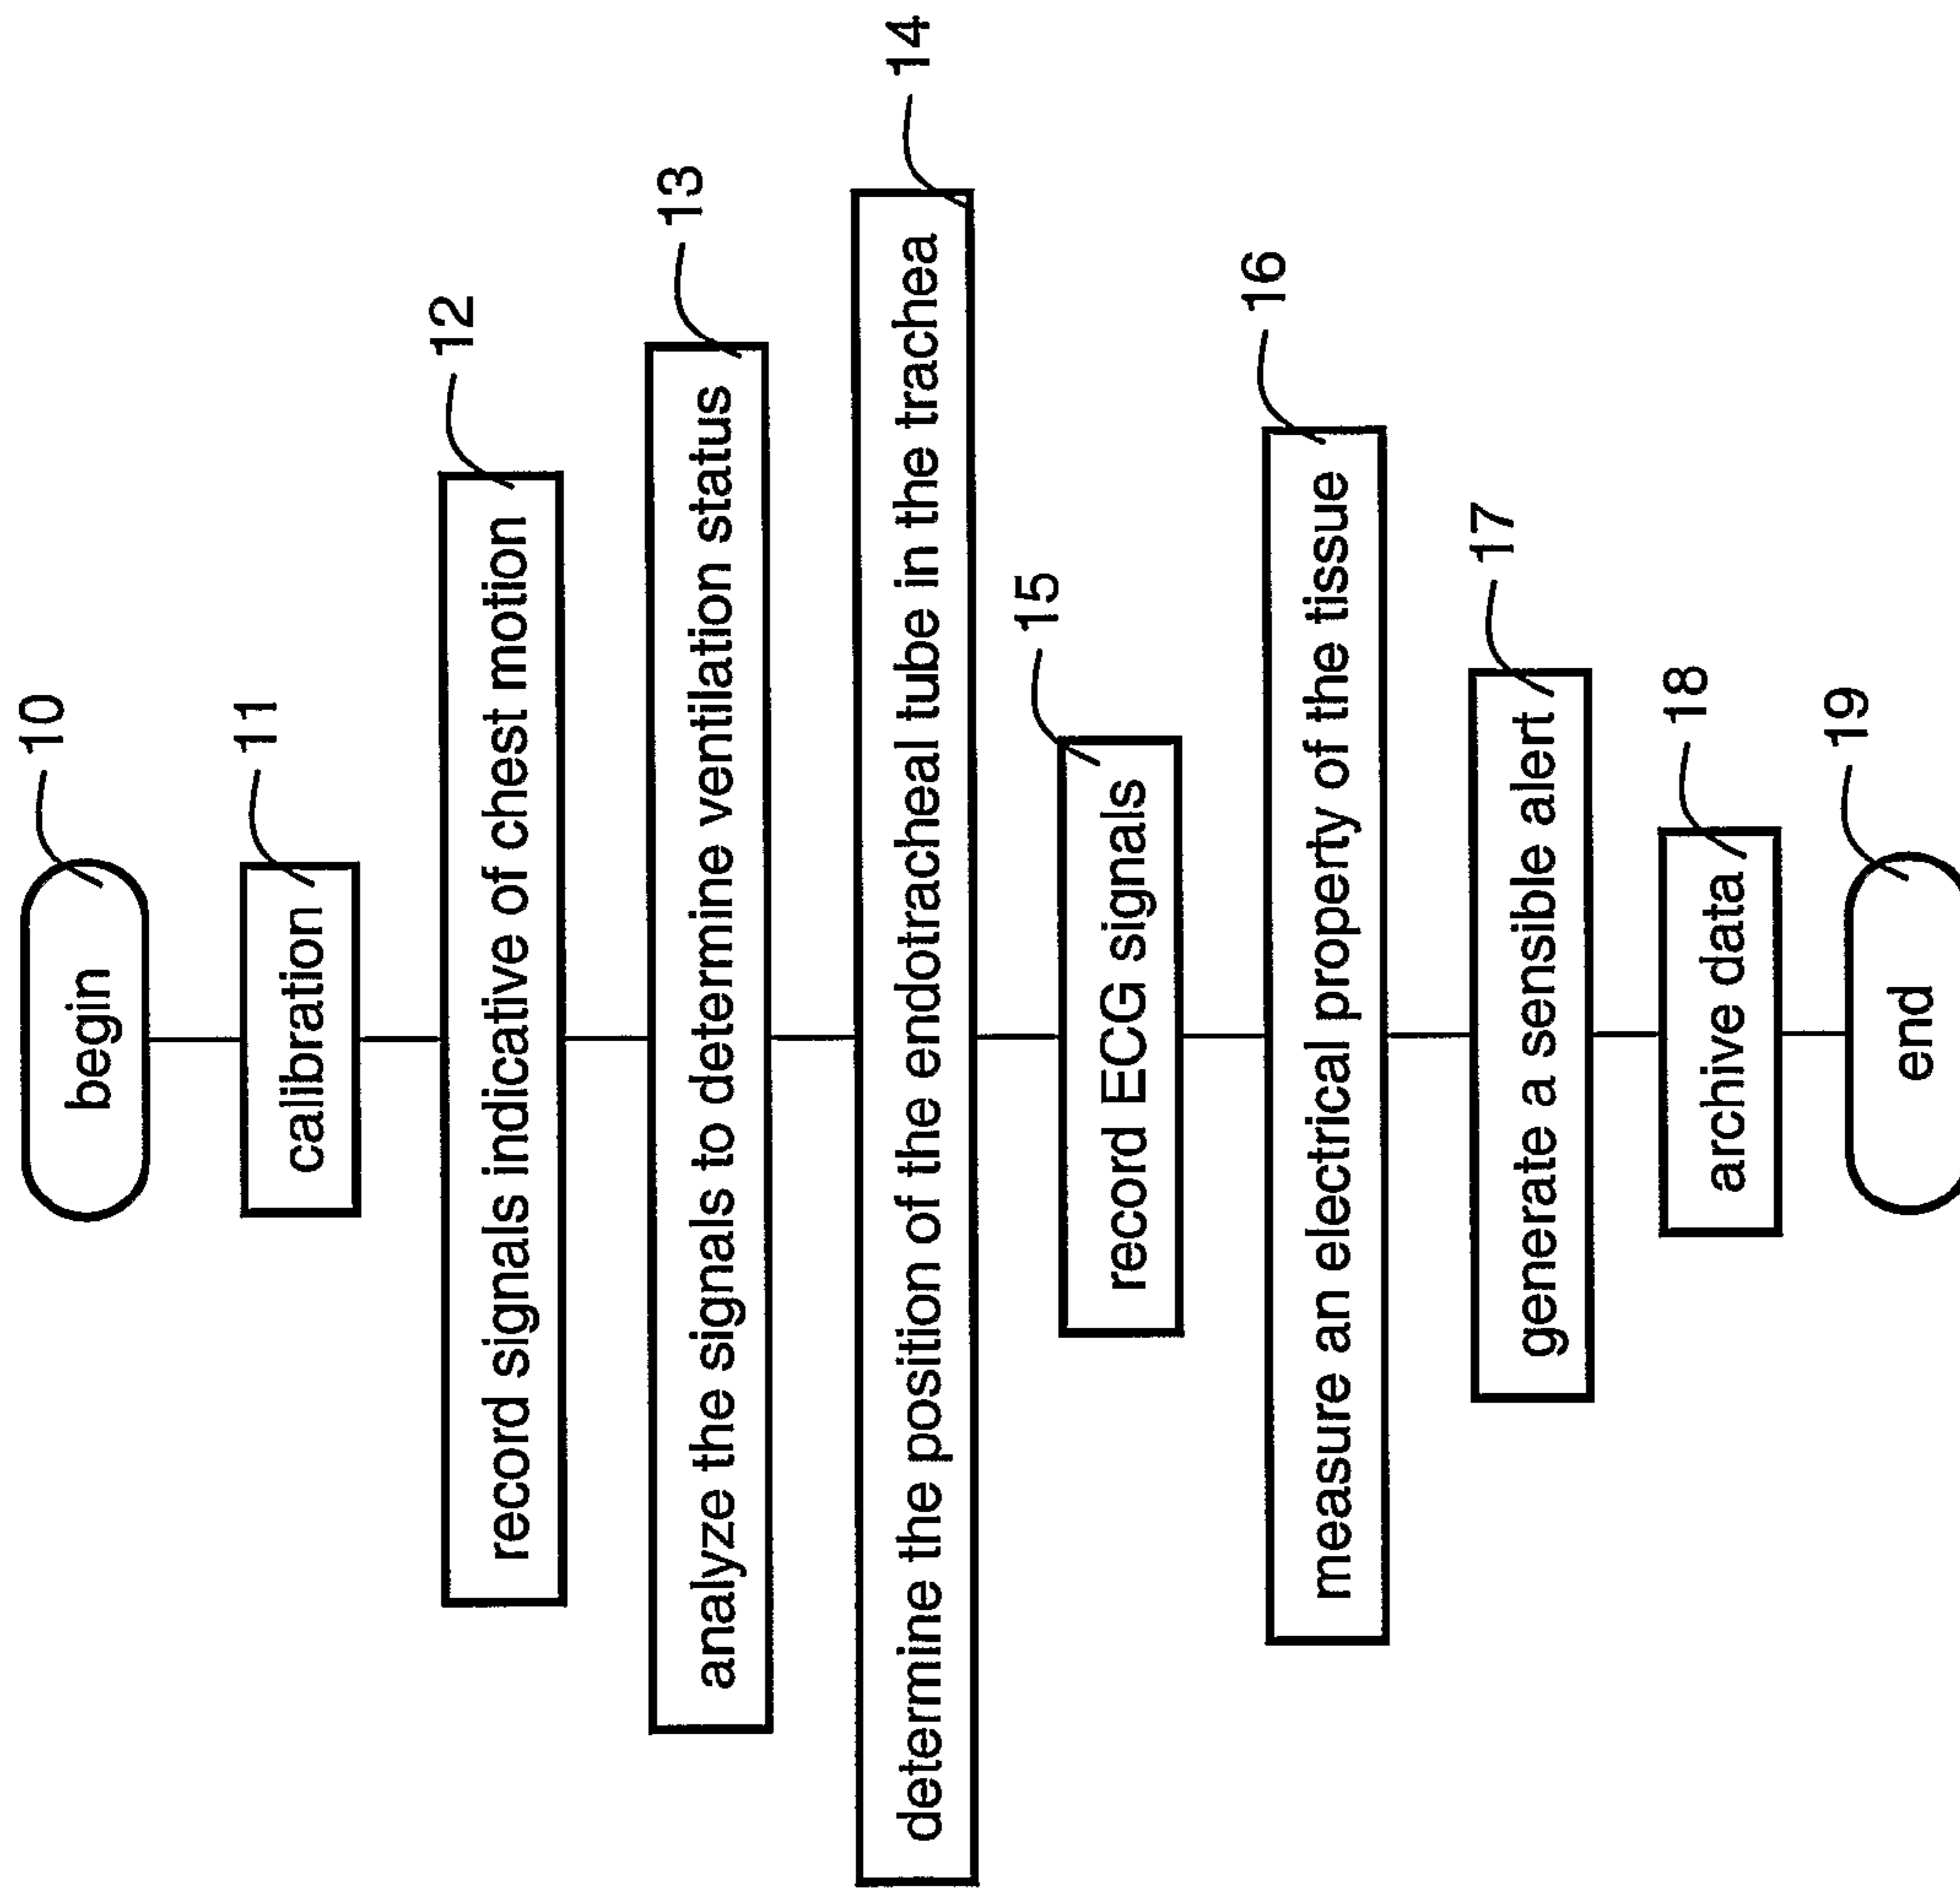 begin
10
calibration
11
record signals indicative of chest motion
12
analyze the signals to determine ventilation status
13
determine the position of the endotracheal tube in the trachea
14
record ECG signals
15
measure an electrical property of the tissue
16
generate a sensible alert
17
archive data
18
end
19